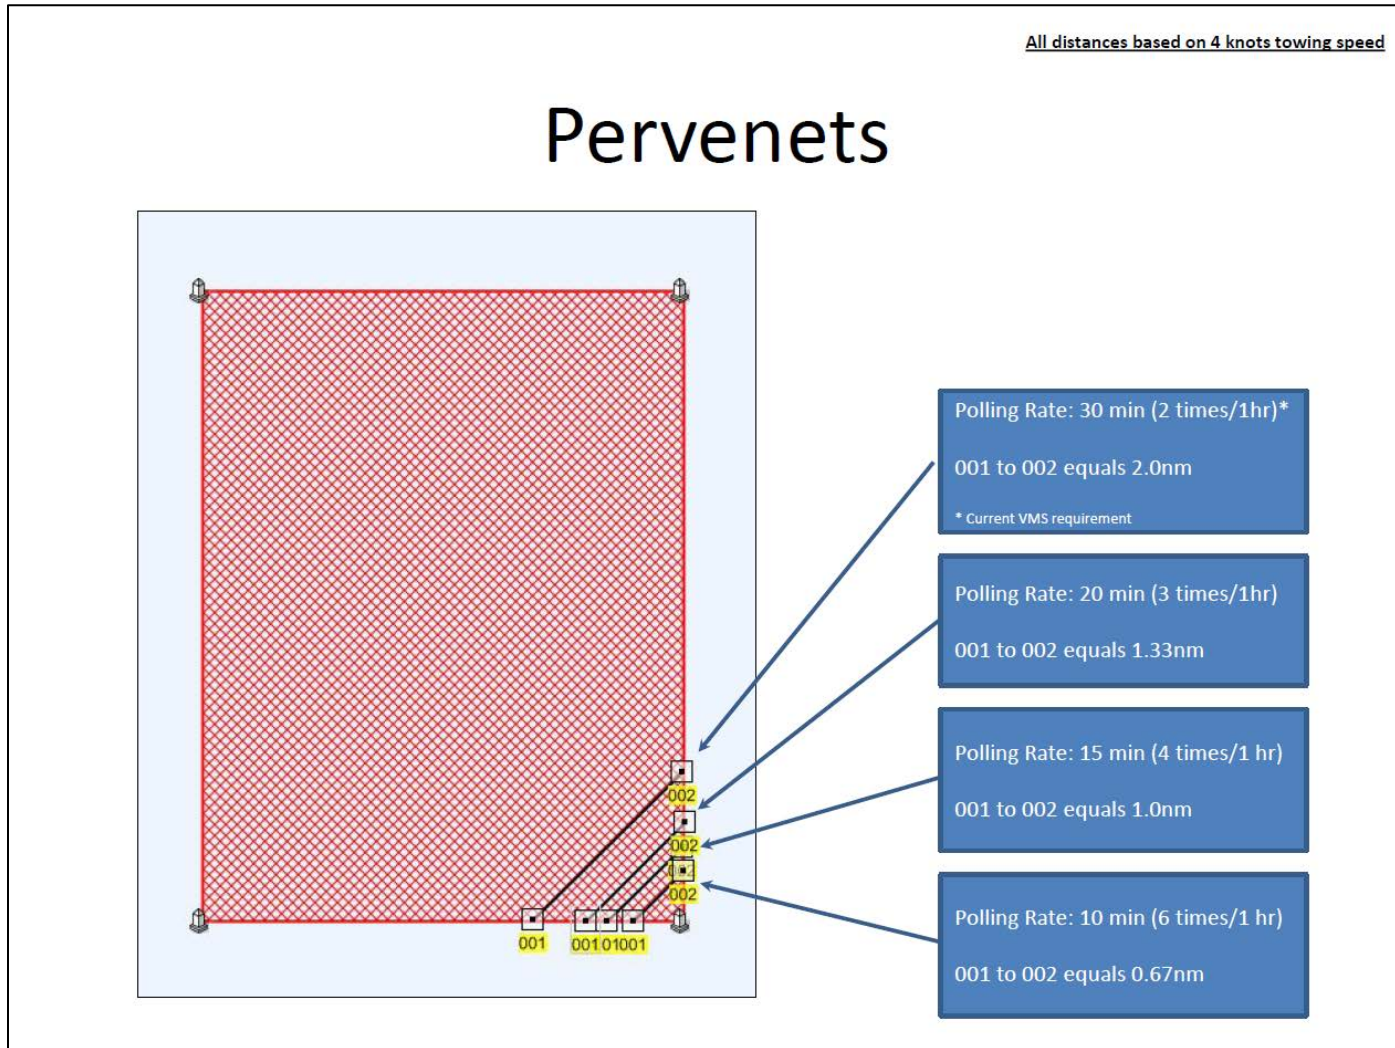 All distances based on 4 knots towing speed
Pervenets
Polling Rate: 30 min (2 times/1hr)*
001 to 002 equals 2.0nm
* Current VMS requirement
Polling Rate: 20 min (3 times/1hr)
001 to 002 equals 1.33nm
Polling Rate: 15 min (4 times/1 hr)
001 to 002 equals 1.0nm
Polling Rate: 10 min (6 times/1 hr)
001 to 002 equals 0.67nm
002
002
002
001
001 01001